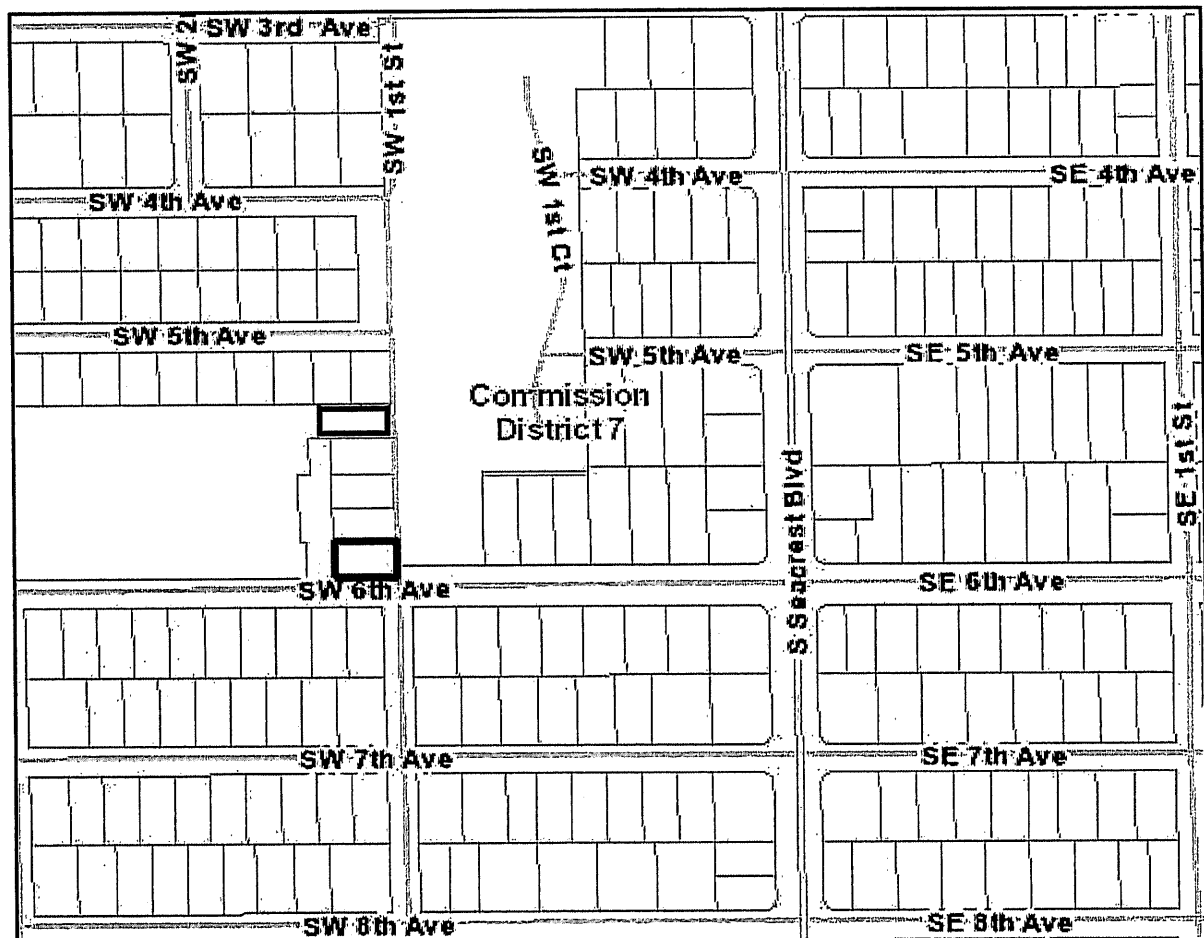 SW 2
SW 3rd Ave
SW 1st St
SW 1st Ct
SW 4th Ave
SE 4th Ave
SW 4th Ave
SW 5th Ave
SW 5th Ave
SE 5th Ave
Commission
District 7
S Seacrest Blvd
SE 1st St
SW 6th Ave
SE 6th Ave
SW 7th Ave
SE 7th Ave
SW 8th Ave
SE 8th Ave